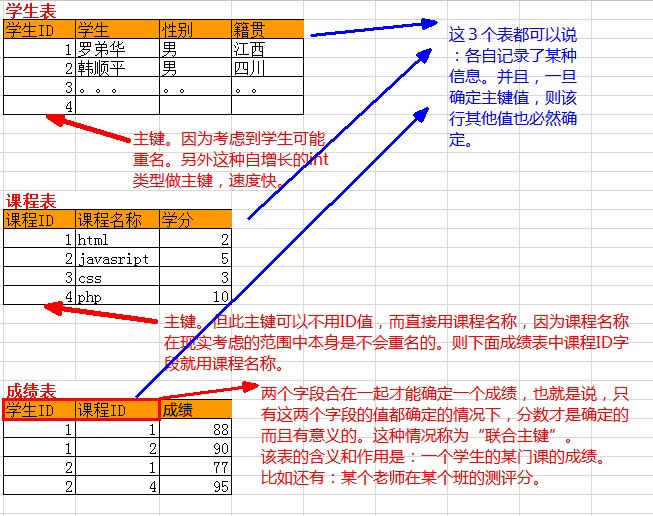 学生表
学生ID 学生 性别 籍贯
1 罗弟华 男 江西
2 韩顺平 男 四川
3 。。。 。。 。。
4
这３个表都可以说
：各自记录了某种
信息。并且，一旦
确定主键值，则该
行其他值也必然确
定。
主键。因为考虑到学生可能
重名。另外这种自增长的int
类型做主键，速度快。
课程表
课程ID 课程名称 学分
1 html 2
2 javasript 5
3 css 3
4 php 10
主键。但此主键可以不用ID值，而直接用课程名称，因为课程名称
在现实考虑的范围中本身是不会重名的。则下面成绩表中课程ID字
段就用课程名称。
成绩表
学生ID 课程ID 成绩
1 1 88
1 2 90
2 1 77
2 4 95
两个字段合在一起才能确定一个成绩，也就是说，只
有这两个字段的值都确定的情况下，分数才是确定的
而且有意义的。这种情况称为“联合主键”。
该表的含义和作用是：一个学生的某门课的成绩。
比如还有：某个老师在某个班的测评分。